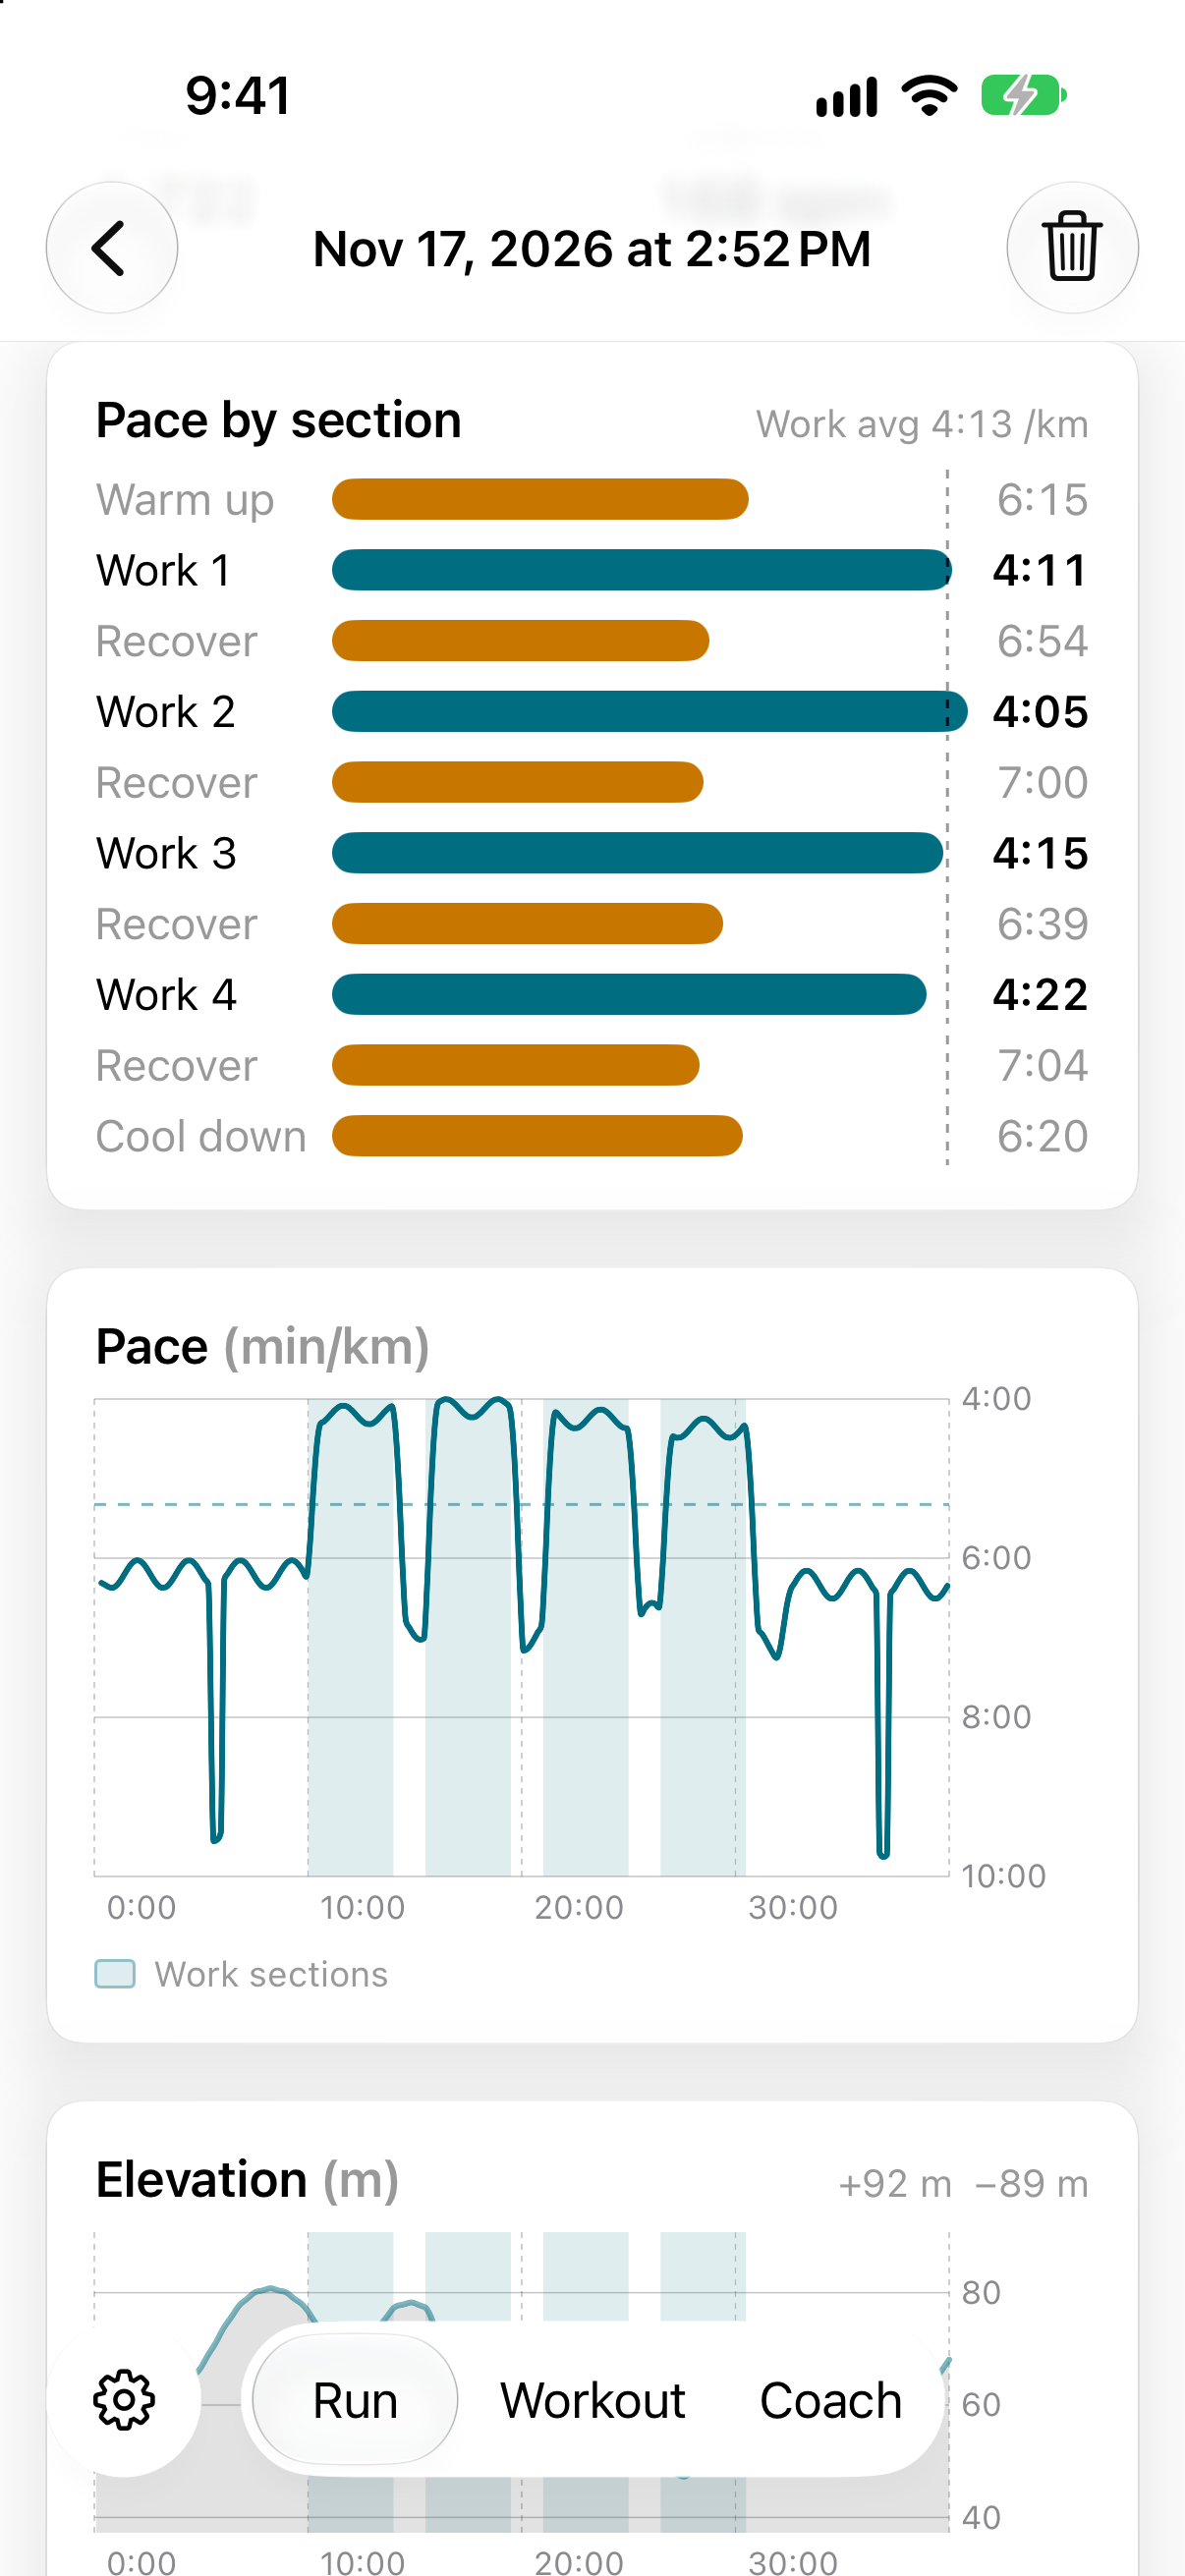 9:41
Nov 17, 2026 at 2:52 PM
Pace by section Work avg 4:13 /km
Warm up 6:15
Work 1 4:11
Recover 6:54
Work 2 4:05
Recover 7:00
Work 3 4:15
Recover 6:39
Work 4 4:22
Recover 7:04
Cool down 6:20
Pace (min/km)
4:00
6:00
8:00
10:00
0:00 10:00 20:00 30:00
Work sections
Elevation (m) +92 m −89 m
80
60
Run Workout Coach
40
0:00 10:00 20:00 30:00